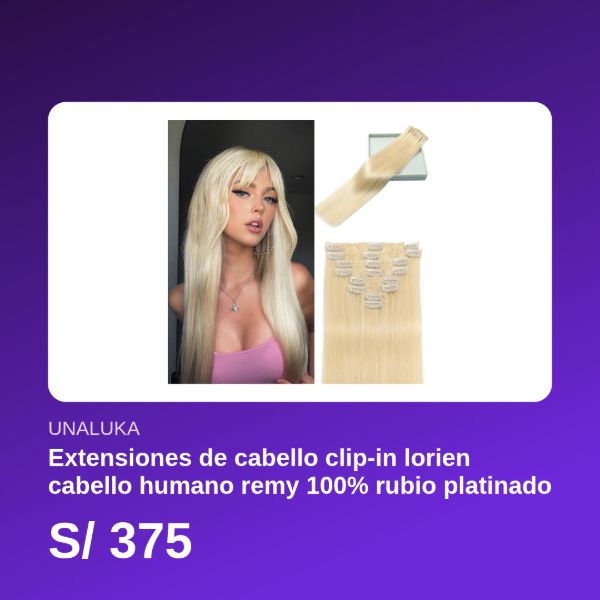 UNALUKA
Extensiones de cabello clip-in lorien
cabello humano remy 100% rubio platinado
S/ 375